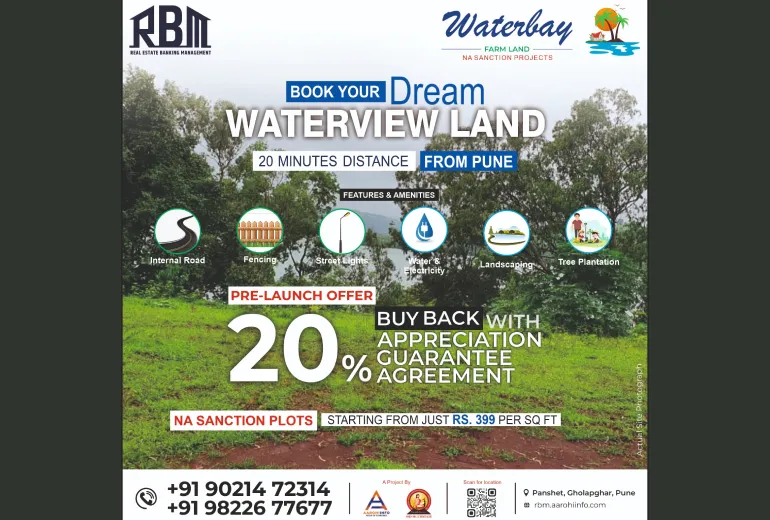 RBM
REAL ESTATE BANKING MANAGEMENT
Waterbay
FARM LAND
NA SANCTION PROJECTS
BOOK YOUR Dream
WATERVIEW LAND
20 MINUTES DISTANCE FROM PUNE
FEATURES & AMENITIES
Internal Road
Fencing
Street Lights
Water &
Electricity
Landscaping
Tree Plantation
PRE-LAUNCH OFFER
20%
BUY BACK WITH
APPRECIATION
GUARANTEE
AGREEMENT
NA SANCTION PLOTS STARTING FROM JUST RS. 399 PER SQ FT
Actual Site Photograph
+91 90214 72314
+91 98226 77677
A Project By
AAROHI INFO
Scan for location
Panshet, Gholapghar, Pune
rbm.aarohiinfo.com